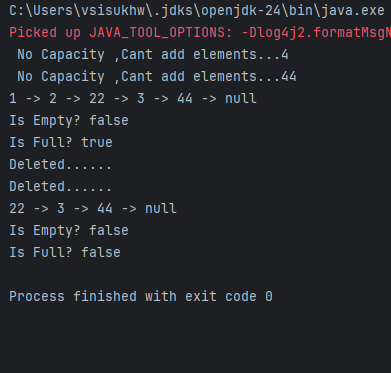 C:\Users\vsisukhw\.jdks\openjdk-24\bin\java.exe
Picked up JAVA_TOOL_OPTIONS: -Dlog4j2.formatMsgN
No Capacity ,Cant add elements...4
No Capacity ,Cant add elements...44
1 -> 2 -> 22 -> 3 -> 44 -> null
Is Empty? false
Is Full? true
Deleted......
Deleted......
22 -> 3 -> 44 -> null
Is Empty? false
Is Full? false
Process finished with exit code 0